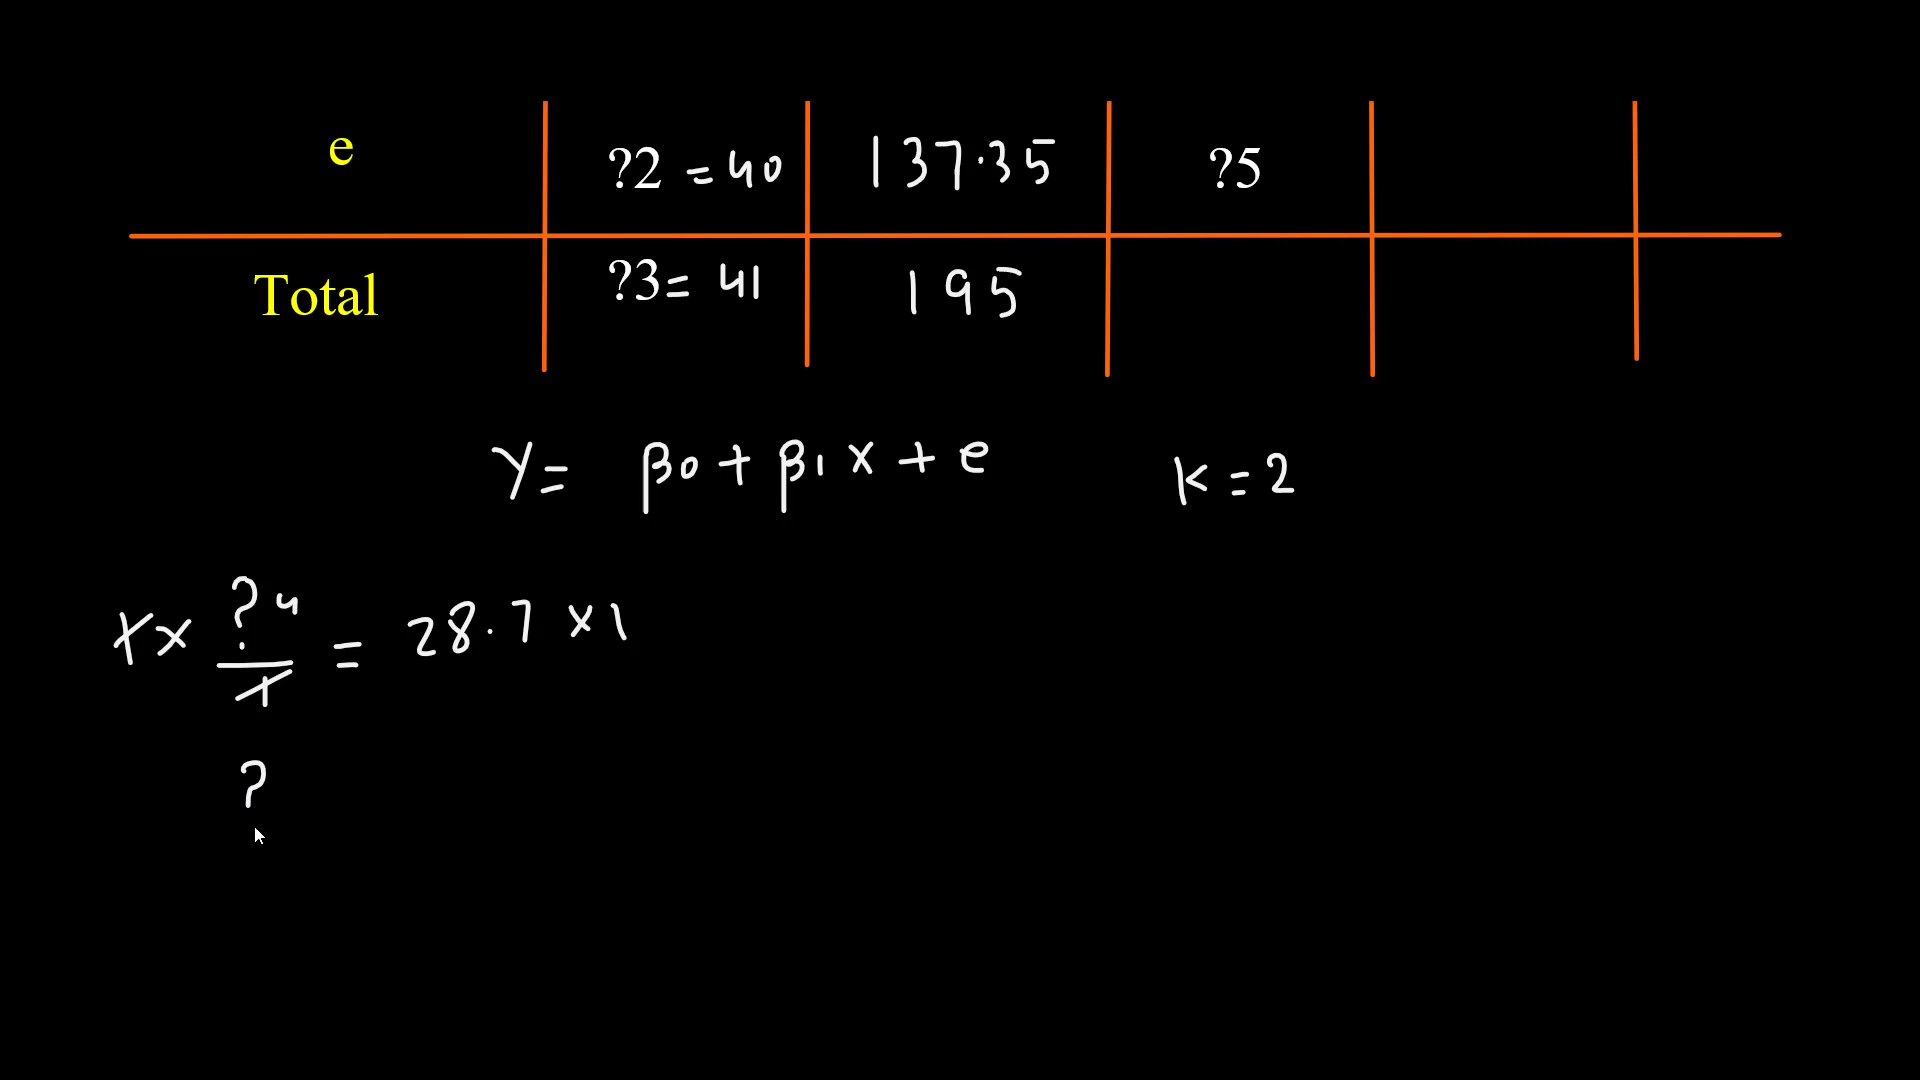 e ?2 = 40 137.35 ?5
Total ?3 = 41 195
Y = β0 + β1 x + e K = 2
1 x ?4 / 1 = 28.7 x 1
?